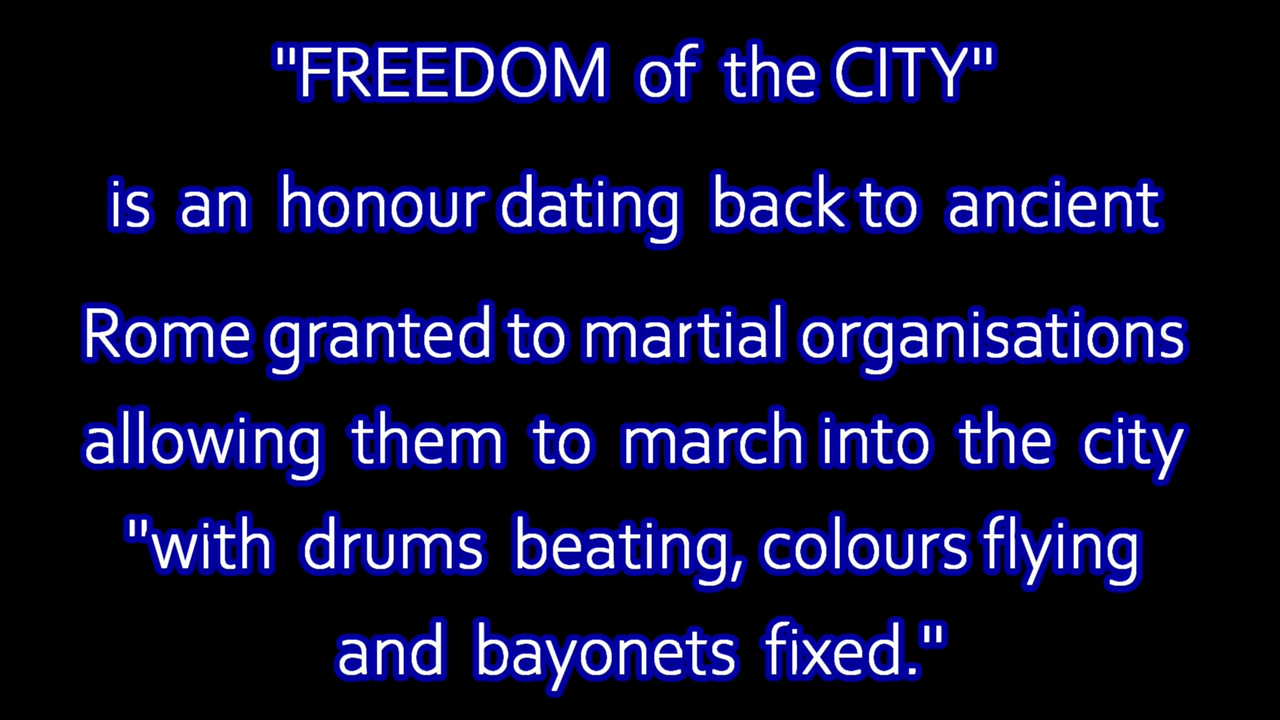 "FREEDOM of the CITY"
is an honour dating back to ancient
Rome granted to martial organisations
allowing them to march into the city
"with drums beating, colours flying
and bayonets fixed."